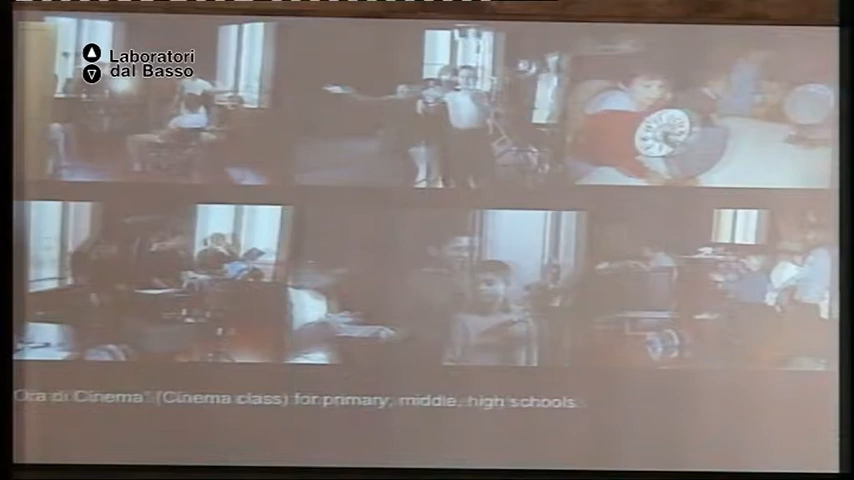 Laboratori
dal Basso
Ora di Cinema" (Cinema class) for primary, middle, high schools